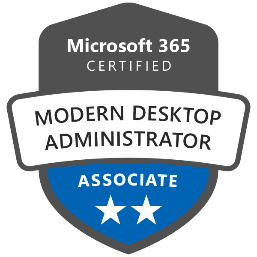 Microsoft 365
CERTIFIED
MODERN DESKTOP
ADMINISTRATOR
ASSOCIATE